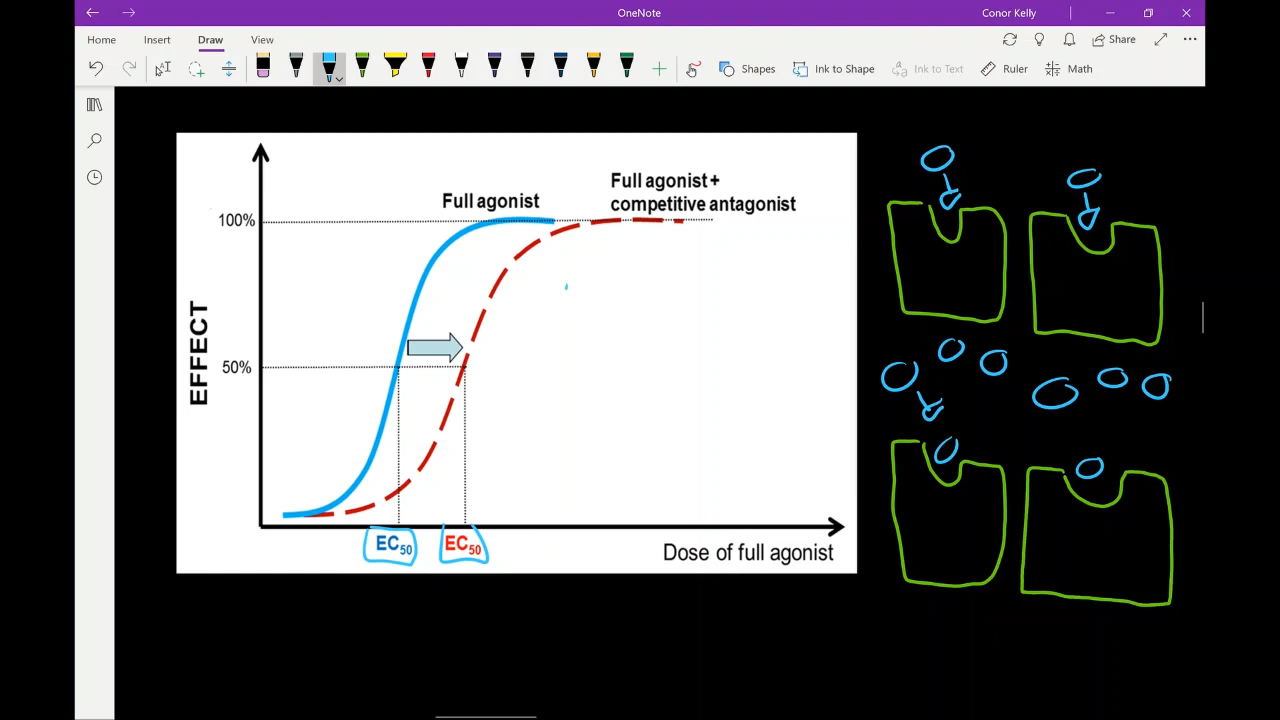 OneNote
Conor Kelly
Home
Insert
Draw
View
Share
Shapes
Ink to Shape
Ink to Text
Ruler
Math
Full agonist
Full agonist +
competitive antagonist
100%
50%
EFFECT
EC50
EC50
Dose of full agonist